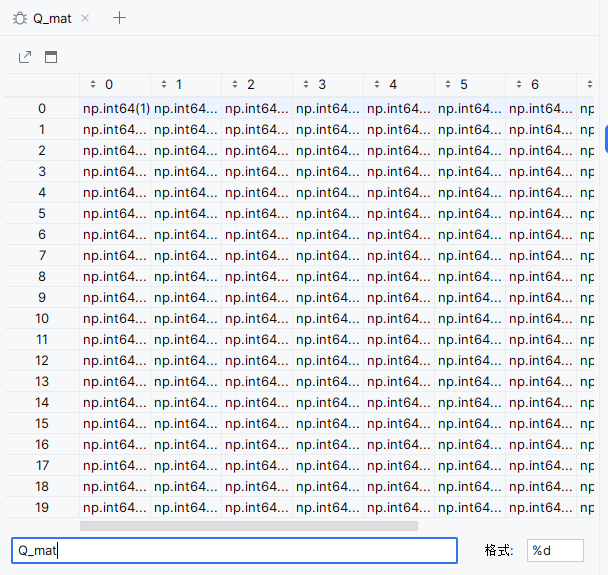 Q_mat
0 1 2 3 4 5 6
0 np.int64(1) np.int64... np.int64... np.int64... np.int64... np.int64... np.int64... np
1 np.int64... np.int64... np.int64... np.int64... np.int64... np.int64... np.int64... np
2 np.int64... np.int64... np.int64... np.int64... np.int64... np.int64... np.int64... np
3 np.int64... np.int64... np.int64... np.int64... np.int64... np.int64... np.int64... np
4 np.int64... np.int64... np.int64... np.int64... np.int64... np.int64... np.int64... np
5 np.int64... np.int64... np.int64... np.int64... np.int64... np.int64... np.int64... np
6 np.int64... np.int64... np.int64... np.int64... np.int64... np.int64... np.int64... np
7 np.int64... np.int64... np.int64... np.int64... np.int64... np.int64... np.int64... np
8 np.int64... np.int64... np.int64... np.int64... np.int64... np.int64... np.int64... np
9 np.int64... np.int64... np.int64... np.int64... np.int64... np.int64... np.int64... np
10 np.int64... np.int64... np.int64... np.int64... np.int64... np.int64... np.int64... np
11 np.int64... np.int64... np.int64... np.int64... np.int64... np.int64... np.int64... np
12 np.int64... np.int64... np.int64... np.int64... np.int64... np.int64... np.int64... np
13 np.int64... np.int64... np.int64... np.int64... np.int64... np.int64... np.int64... np
14 np.int64... np.int64... np.int64... np.int64... np.int64... np.int64... np.int64... np
15 np.int64... np.int64... np.int64... np.int64... np.int64... np.int64... np.int64... np
16 np.int64... np.int64... np.int64... np.int64... np.int64... np.int64... np.int64... np
17 np.int64... np.int64... np.int64... np.int64... np.int64... np.int64... np.int64... np
18 np.int64... np.int64... np.int64... np.int64... np.int64... np.int64... np.int64... np
19 np.int64... np.int64... np.int64... np.int64... np.int64... np.int64... np.int64... np
Q_mat 格式: %d